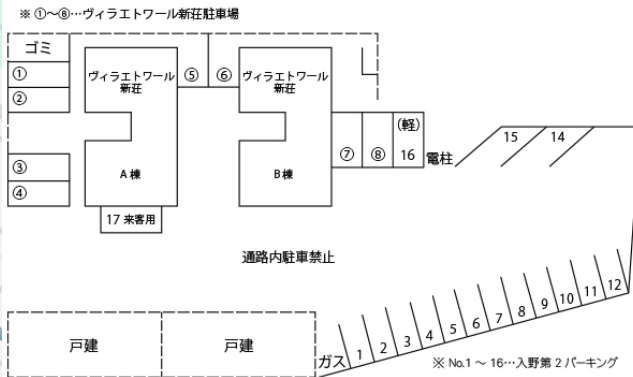 ※ ①～⑧…ヴィラエトワール新荘駐車場
ゴミ
①
②
③
④
ヴィラエトワール
新荘
A 棟
17 来客用
⑤
⑥
ヴィラエトワール
新荘
B 棟
⑦
⑧
（軽）
16
電柱
15
14
通路内駐車禁止
戸建
戸建
ガス
1
2
3
4
5
6
7
8
9
10
11
12
※ No.1 ～ 16…入野第 2 パーキング